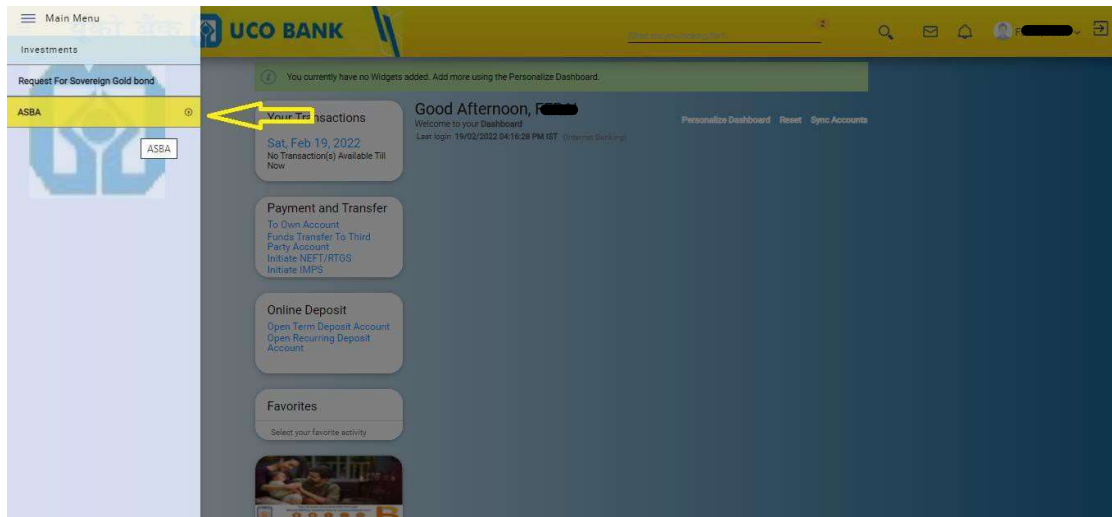 Main Menu
यूको बैंक
UCO BANK
2
Investments
Request For Sovereign Gold bond
ASBA
ASBA
You currently have no Widgets added. Add more using the Personalize Dashboard.
Your Transactions
Sat, Feb 19, 2022
No Transaction(s) Available Till
Now
Good Afternoon,
Welcome to your Dashboard
Last login 19/02/2022 04:16:29 PM IST (Internet Banking)
Personalize Dashboard Reset Sync Accounts
Payment and Transfer
To Own Account
Funds Transfer To Third
Party Account
Initiate NEFT/RTGS
Initiate IMPS
Online Deposit
Open Term Deposit Account
Open Recurring Deposit
Account
Favorites
Select your favorite activity